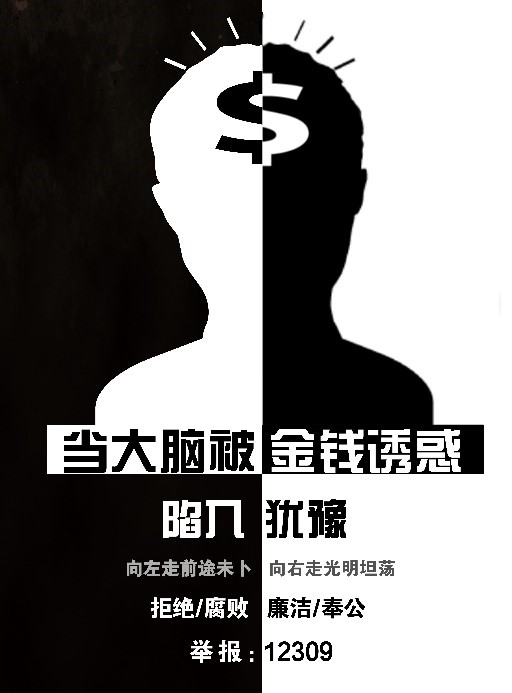 $
当大脑被金钱诱惑
陷入 犹豫
向左走前途未卜 向右走光明坦荡
拒绝/腐败 廉洁/奉公
举报:12309